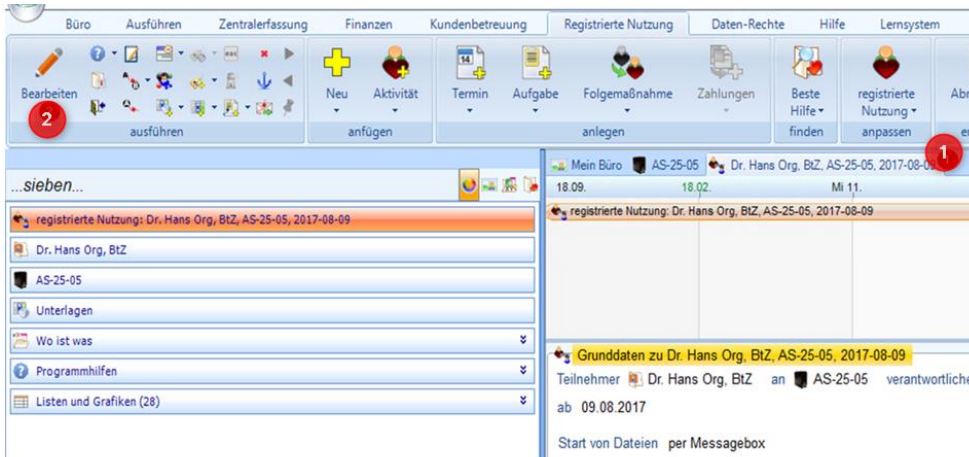 Büro Ausführen Zentralerfassung Finanzen Kundenbetreuung Registrierte Nutzung Daten-Rechte Hilfe Lernsystem
Bearbeiten Neu Aktivität Termin Aufgabe Folgemaßnahme Zahlungen Beste registrierte
14
Hilfe Nutzung
2
ausführen anfügen anlegen finden anpassen
1
Mein Büro AS-25-05 Dr. Hans Org, BtZ, AS-25-05, 2017-08-0
...sieben...
18.09. 18.02. Mi 11.
registrierte Nutzung: Dr. Hans Org, BtZ, AS-25-05, 2017-08-09
registrierte Nutzung: Dr. Hans Org, BtZ, AS-25-05, 2017-08-09
Dr. Hans Org, BtZ
AS-25-05
Unterlagen
Wo ist was
Programmhilfen
Listen und Grafiken (28)
Grunddaten zu Dr. Hans Org, BtZ, AS-25-05, 2017-08-09
Teilnehmer Dr. Hans Org, BtZ an AS-25-05 verantwortliche
ab 09.08.2017
Start von Dateien per Messagebox